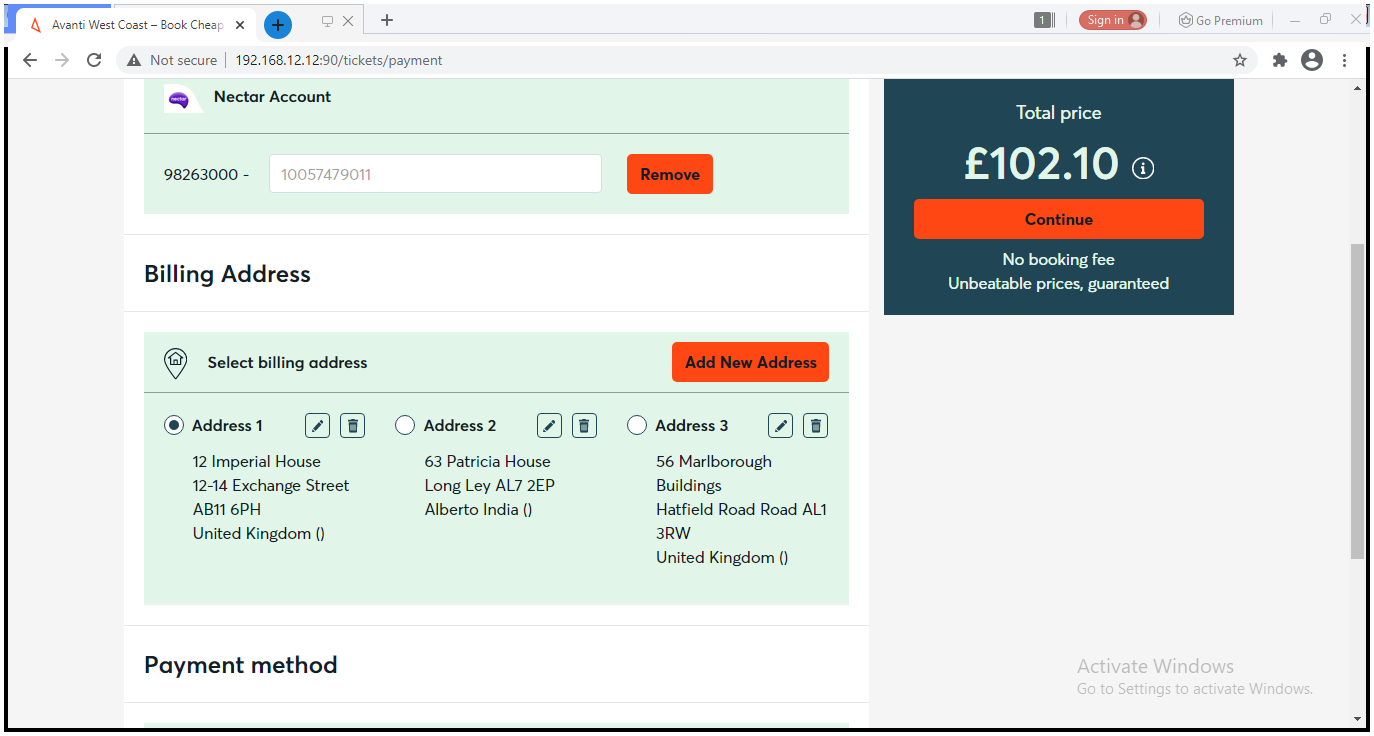 Avanti West Coast – Book Cheap
1
Sign in
Go Premium
Not secure
192.168.12.12:90/tickets/payment
nectar
Nectar Account
98263000 -
10057479011
Remove
Billing Address
Select billing address
Add New Address
Address 1
12 Imperial House
12-14 Exchange Street
AB11 6PH
United Kingdom ()
Address 2
63 Patricia House
Long Ley AL7 2EP
Alberto India ()
Address 3
56 Marlborough
Buildings
Hatfield Road Road AL1
3RW
United Kingdom ()
Payment method
Total price
£102.10
Continue
No booking fee
Unbeatable prices, guaranteed
Activate Windows
Go to Settings to activate Windows.